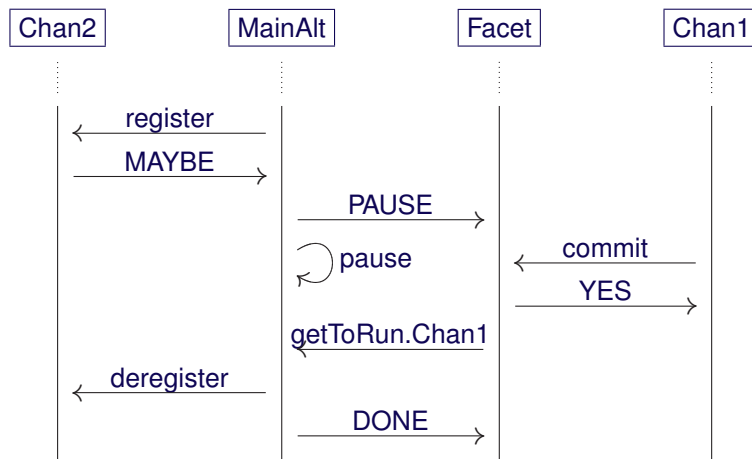 Chan2 MainAlt Facet Chan1
register
MAYBE
PAUSE
pause commit
YES
getToRun.Chan1
deregister
DONE